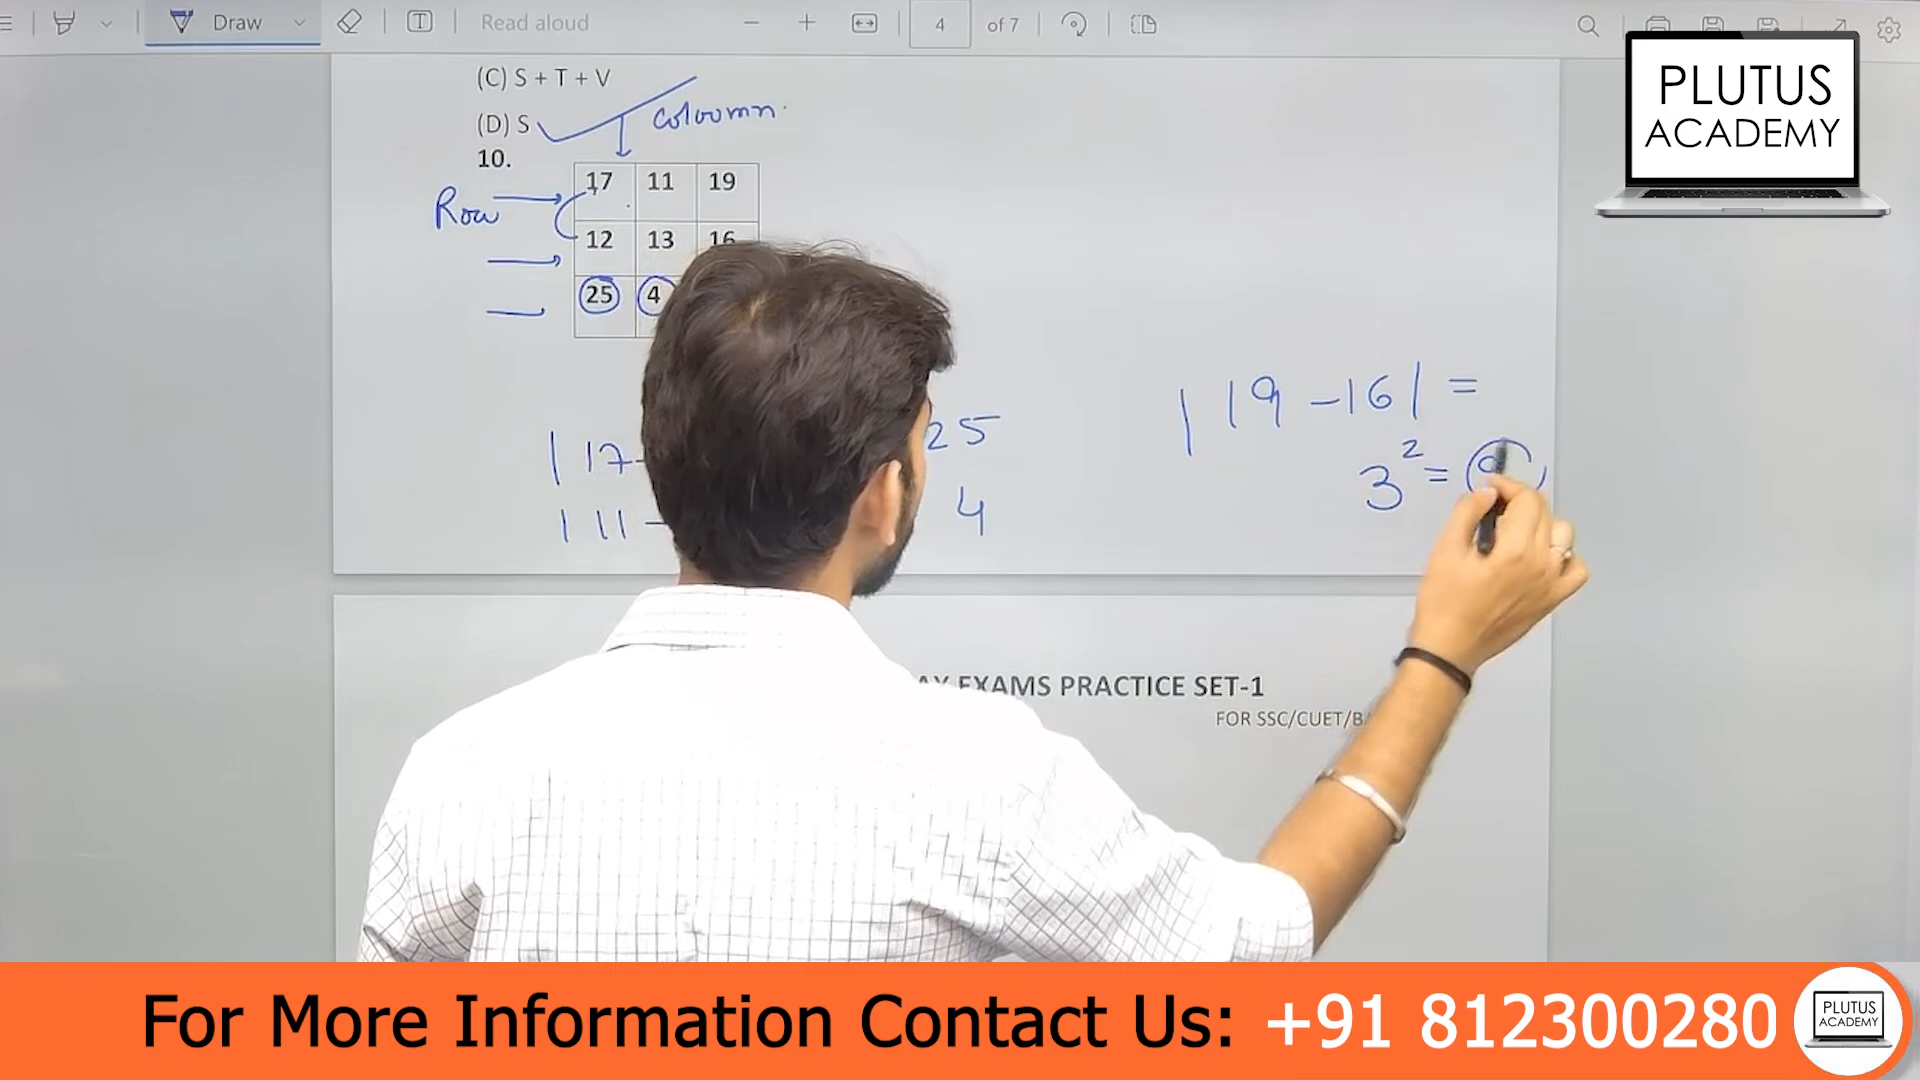 Draw
T
Read aloud
4 of 7
PLUTUS
ACADEMY
(C) S + T + V
(D) S
coloumn.
10.
Row
17 11 19
12 13 16
25 4
| 17- 25
| 11 - 4
| 19 - 16 | =
3² =
EXAMS PRACTICE SET-1
FOR SSC/CUET/
For More Information Contact Us: +91 812300280
PLUTUS
ACADEMY